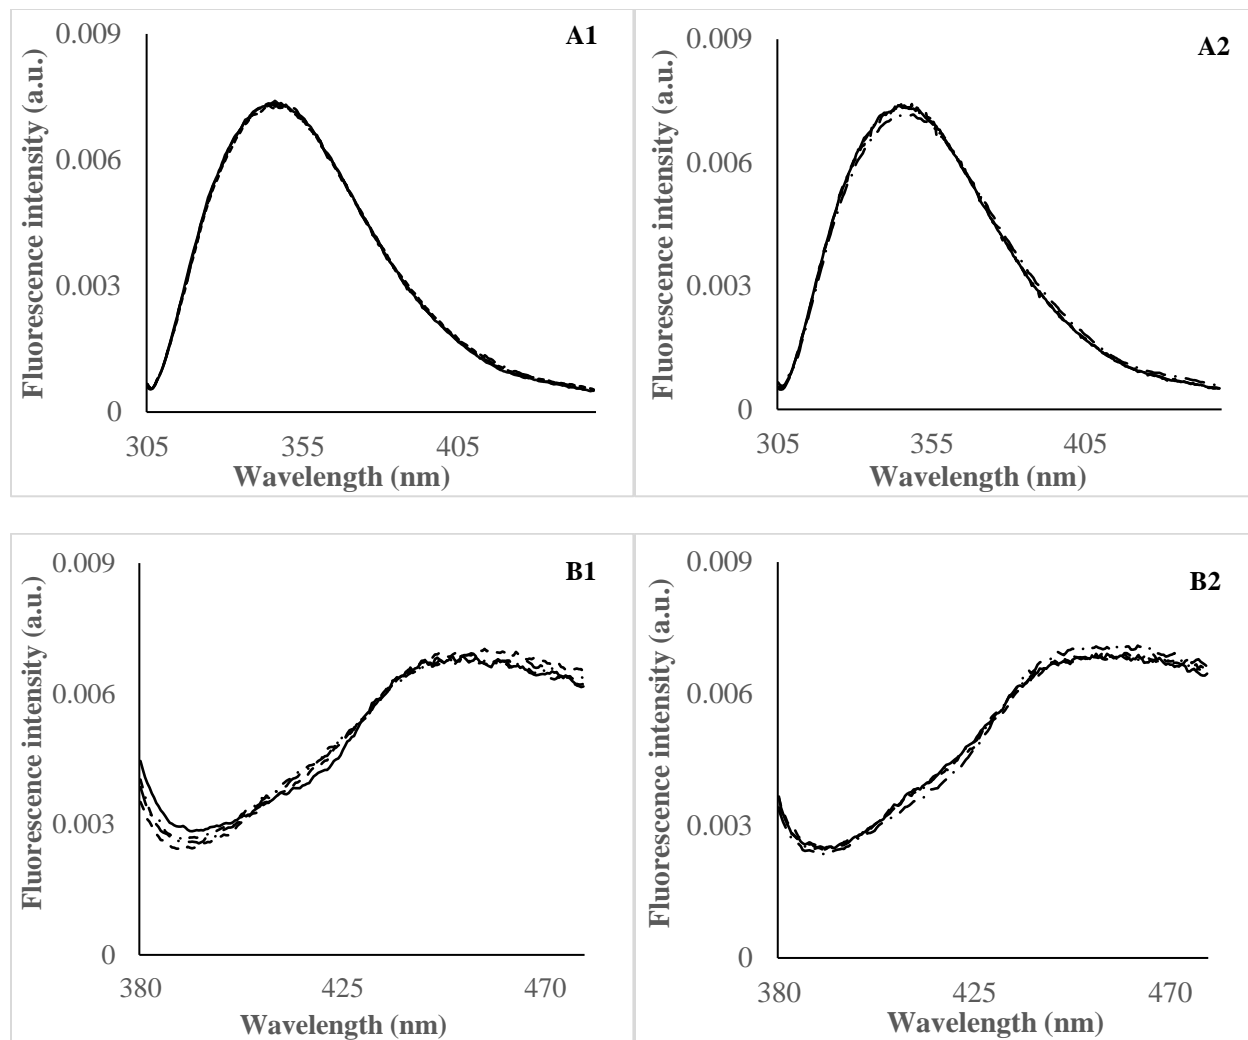 A1
Fluorescence intensity (a.u.)
0.009
0.006
0.003
0
305 355 405
Wavelength (nm)
A2
Fluorescence intensity (a.u.)
0.009
0.006
0.003
0
305 355 405
Wavelength (nm)
B1
Fluorescence intensity (a.u.)
0.009
0.006
0.003
0
380 425 470
Wavelength (nm)
B2
Fluorescence intensity (a.u.)
0.009
0.006
0.003
0
380 425 470
Wavelength (nm)